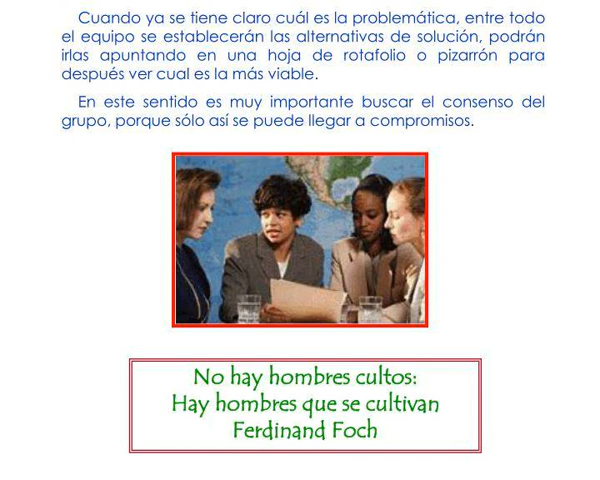 Cuando ya se tiene claro cuál es la problemática, entre todo
el equipo se establecerán las alternativas de solución, podrán
irlas apuntando en una hoja de rotafolio o pizarrón para
después ver cual es la más viable.
En este sentido es muy importante buscar el consenso del
grupo, porque sólo así se puede llegar a compromisos.
No hay hombres cultos:
Hay hombres que se cultivan
Ferdinand Foch